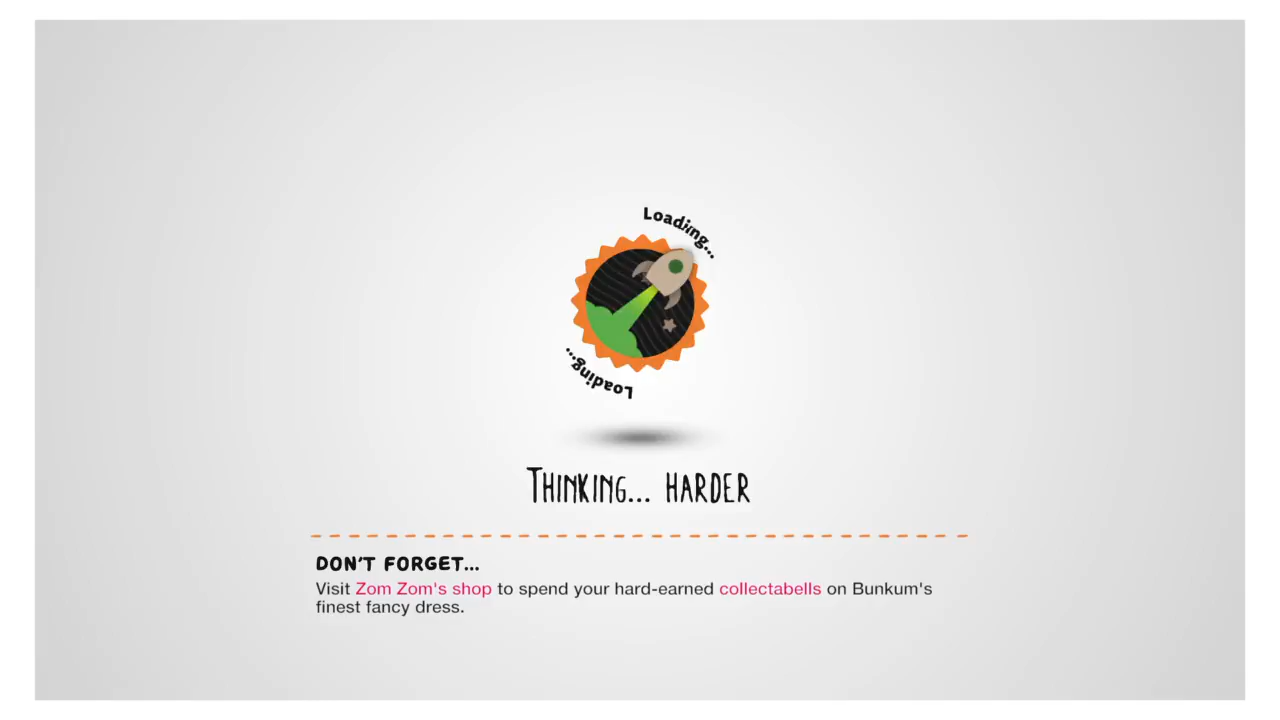 Loading...
Loading...
Thinking... harder
DON'T FORGET...
Visit Zom Zom's shop to spend your hard-earned collectabells on Bunkum's
finest fancy dress.